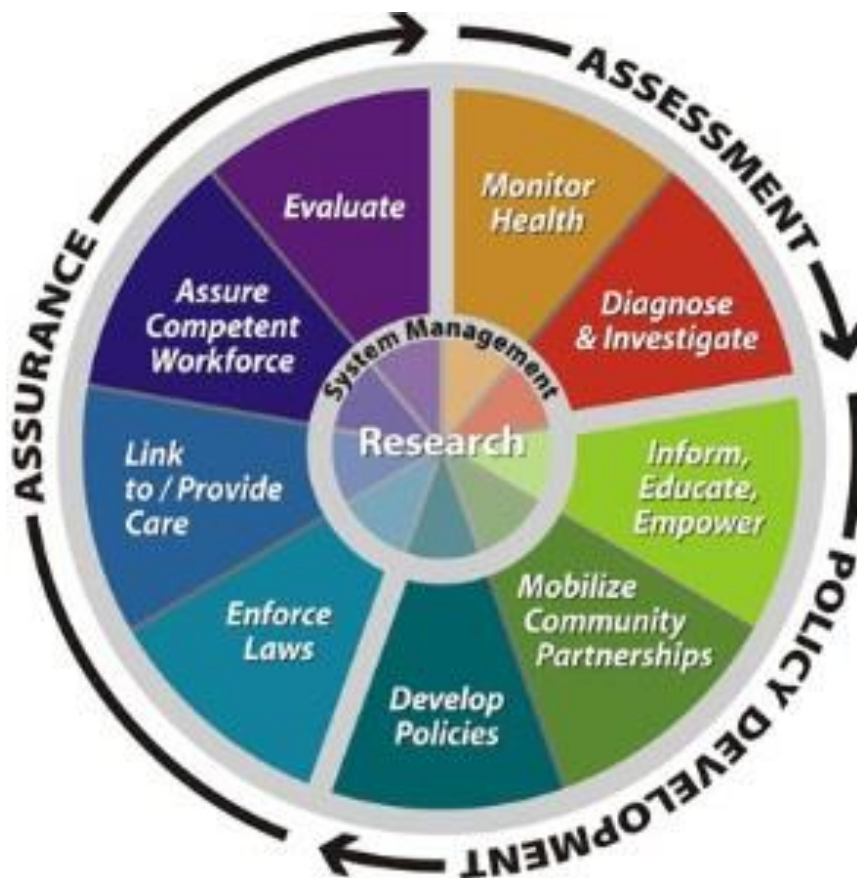 ASSESSMENT
Monitor
Health
Diagnose
& Investigate
POLICY DEVELOPMENT
Inform,
Educate,
Empower
Mobilize
Community
Partnerships
Develop
Policies
ASSURANCE
Enforce
Laws
Link
to / Provide
Care
Assure
Competent
Workforce
Evaluate
System Management
Research